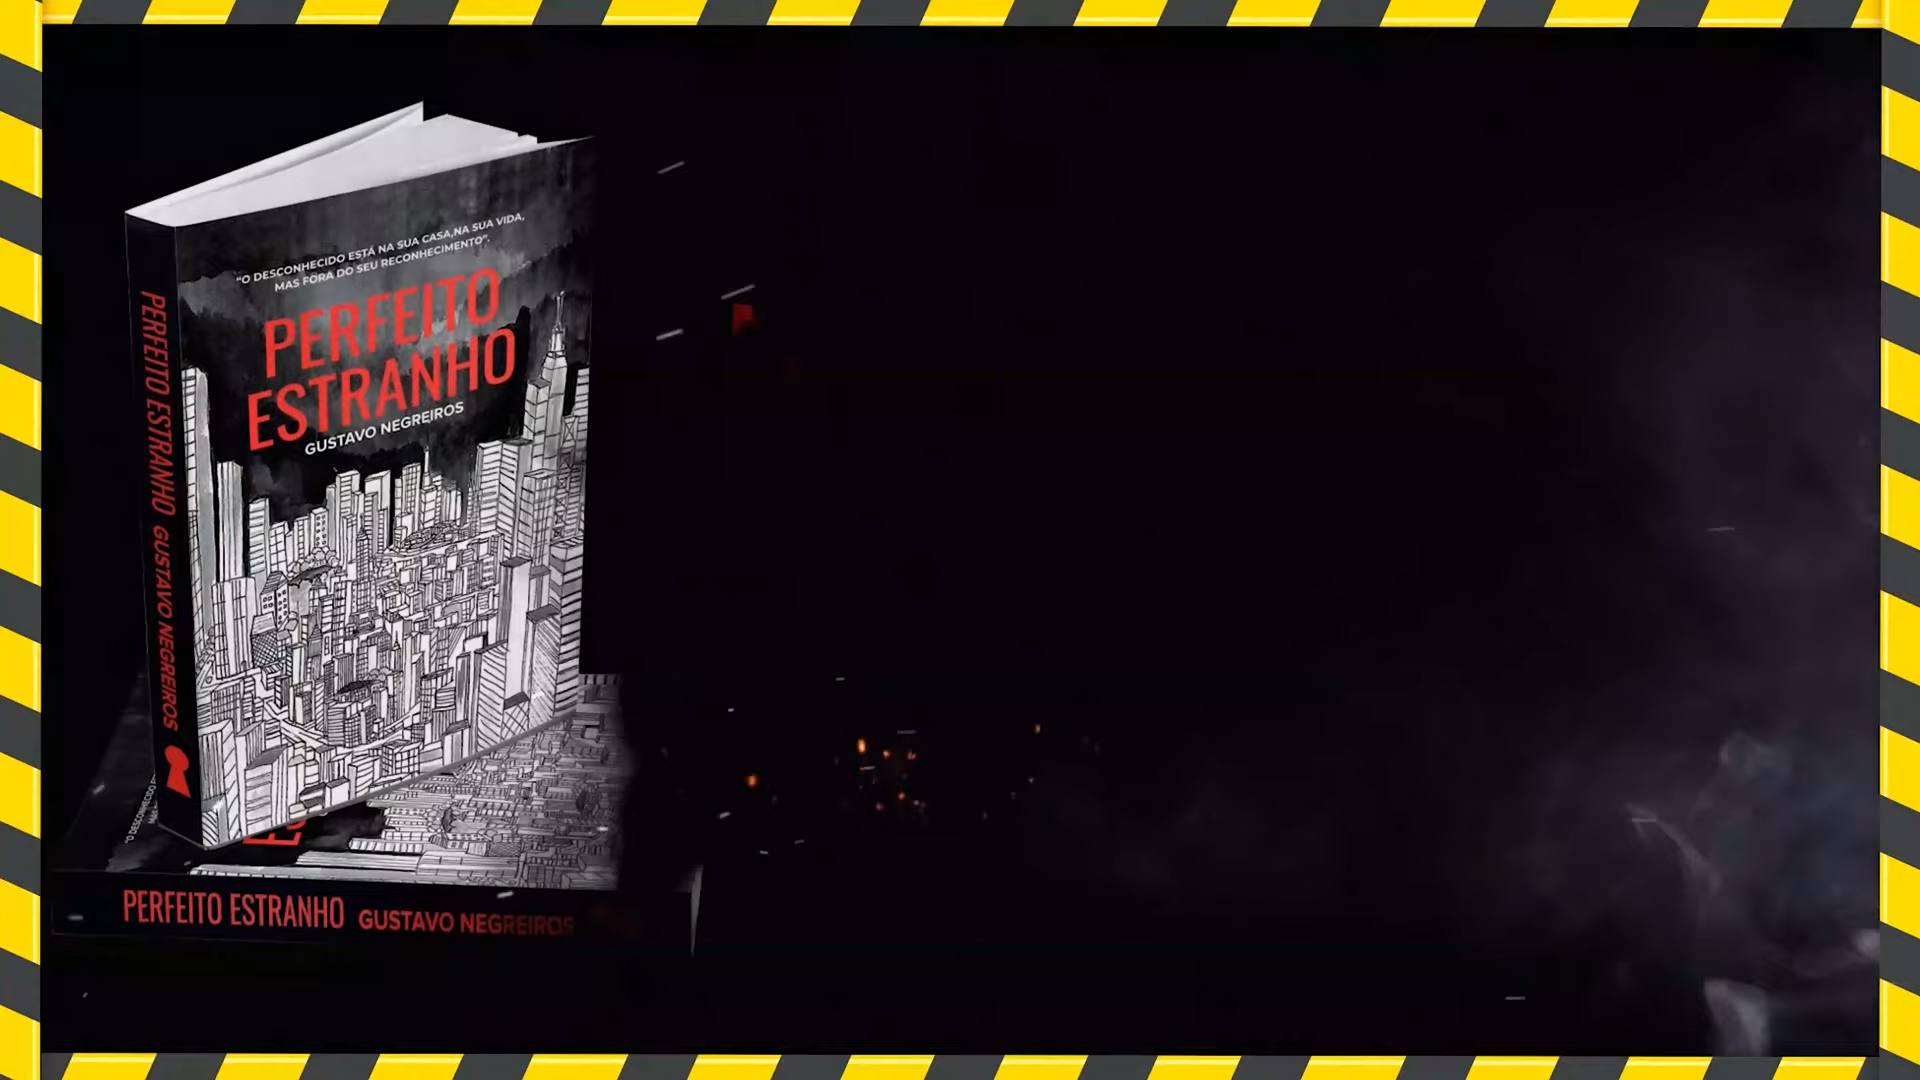 "O DESCONHECIDO ESTÁ NA SUA CASA,NA SUA VIDA,
MAS FORA DO SEU RECONHECIMENTO".
PERFEITO
ESTRANHO
GUSTAVO NEGREIROS
PERFEITO ESTRANHO GUSTAVO NEGREIROS
"O DESCONHECIDO
PERFEITO ESTRANHO GUSTAVO NEGREIROS